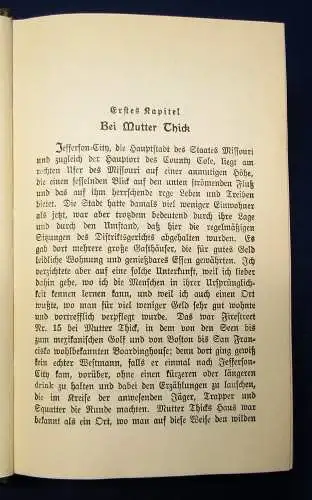 Erstes Kapitel
Bei Mutter Thick
Jefferson-City, die Hauptstadt des Staates Missouri
und zugleich der Hauptort des County Cole, liegt am
rechten Ufer des Missouri auf einer anmutigen Höhe,
die einen fesselnden Blick auf den unten strömenden Fluß
und das auf ihm herrschende rege Leben und Treiben
bietet. Die Stadt hatte damals viel weniger Einwohner
als jetzt, war aber trotzdem bedeutend durch ihre Lage
und durch den Umstand, daß hier die regelmäßigen
Sitzungen des Distriktsgerichts abgehalten wurden. Es
gab dort mehrere große Gasthäuser, die für gutes Geld
leidliche Wohnung und genießbares Essen gewährten. Ich
verzichtete aber auf eine solche Unterkunft, weil ich lieber
dahin gehe, wo ich die Menschen in ihrer Ursprünglich-
keit kennen lernen kann, und weil ich auch einen Ort
wußte, wo man für viel weniger Geld sehr gut wohnte
und vortrefflich verpflegt wurde. Das war Firestreet
Nr. 15 bei Mutter Thick, in dem von den Seen bis
zum mexikanischen Golf und von Boston bis San Fran-
zisko wohlbekannten Boardinghouse; denn dort ging gewiß
kein echter Westmann, falls er einmal nach Jefferson-
City kam, vorüber, ohne einen kürzeren oder längeren
drink zu halten und dabei den Erzählungen zu lauschen,
die im Kreise der anwesenden Jäger, Trapper und
Squatter die Runde machten. Mutter Thicks Haus war
bekannt als ein Ort, wo man auf diese Weise den wilden